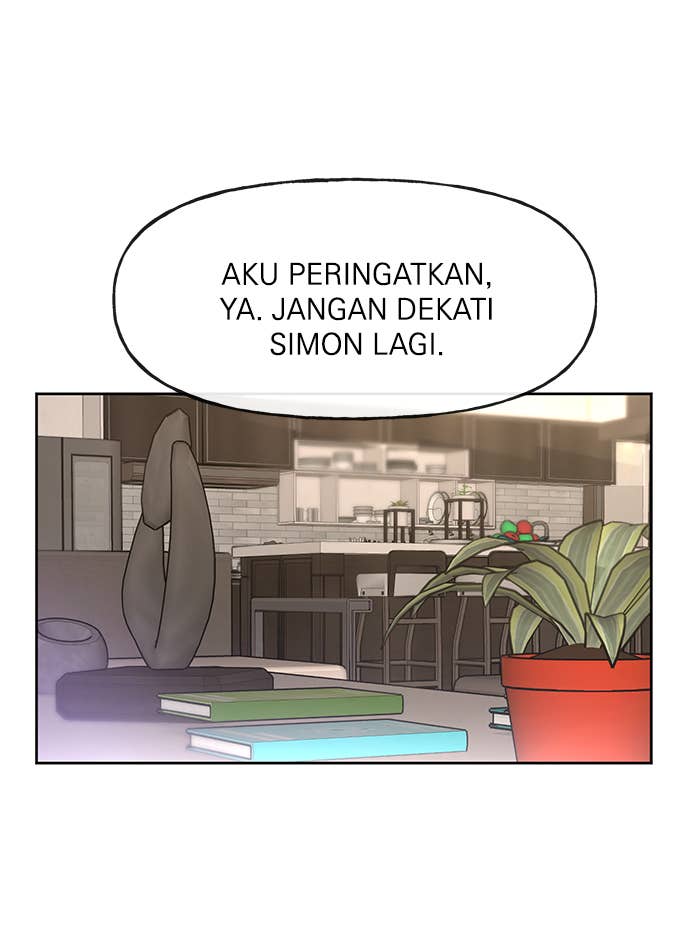 AKU PERINGATKAN,
YA. JANGAN DEKATI
SIMON LAGI.